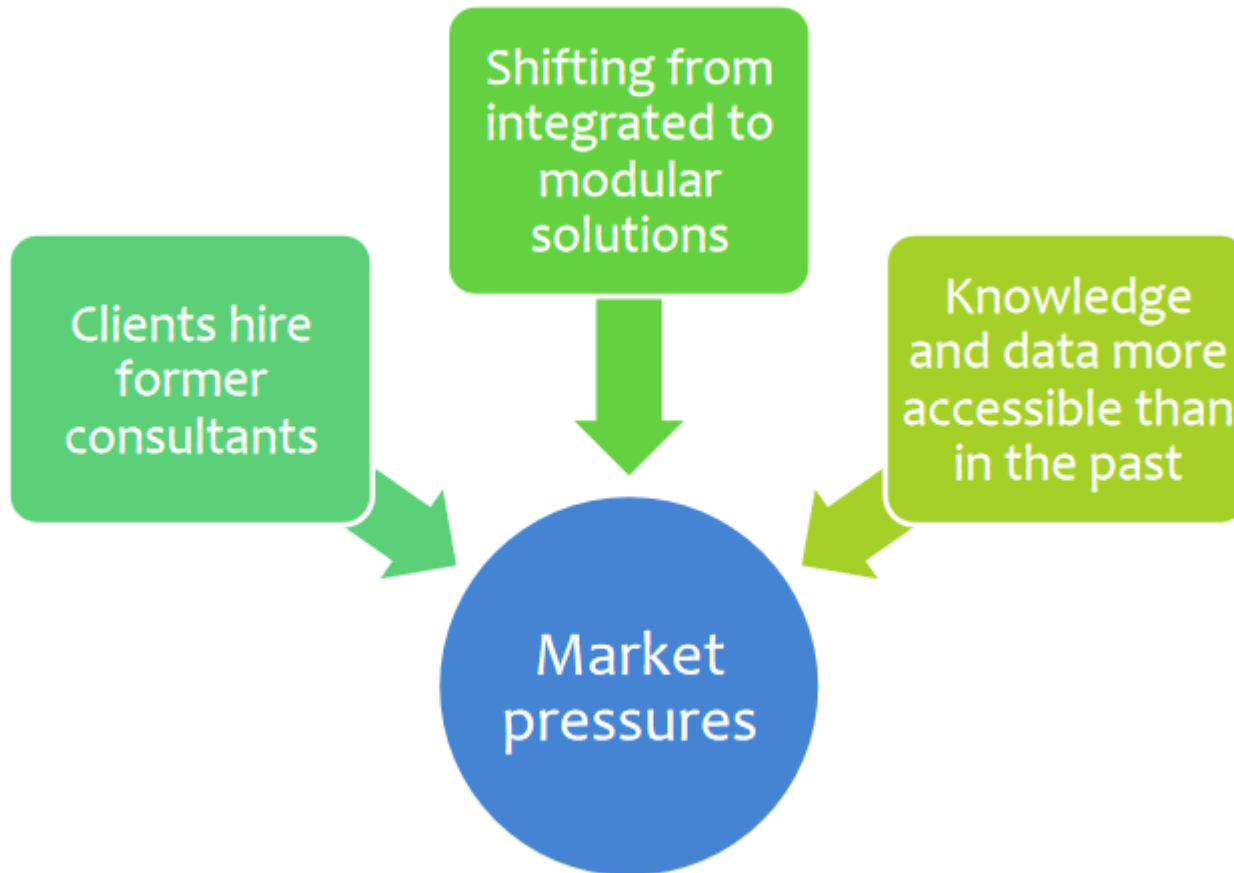 Shifting from
integrated to
modular
solutions
Clients hire
former
consultants
Knowledge
and data more
accessible than
in the past
Market
pressures